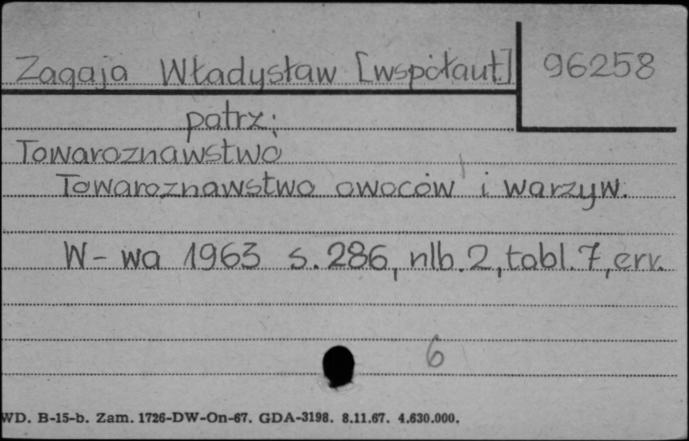 Zagaja Władysław [współaut.] 96258
patrz:
Towaroznawstwo
Towaroznawstwo owoców i warzyw.
W-wa 1963 s. 286, nlb. 2, tabl. 7, err.
6
WD. B-15-b. Zam. 1726-DW-On-67. GDA-3198. 8.11.67. 4.630.000.